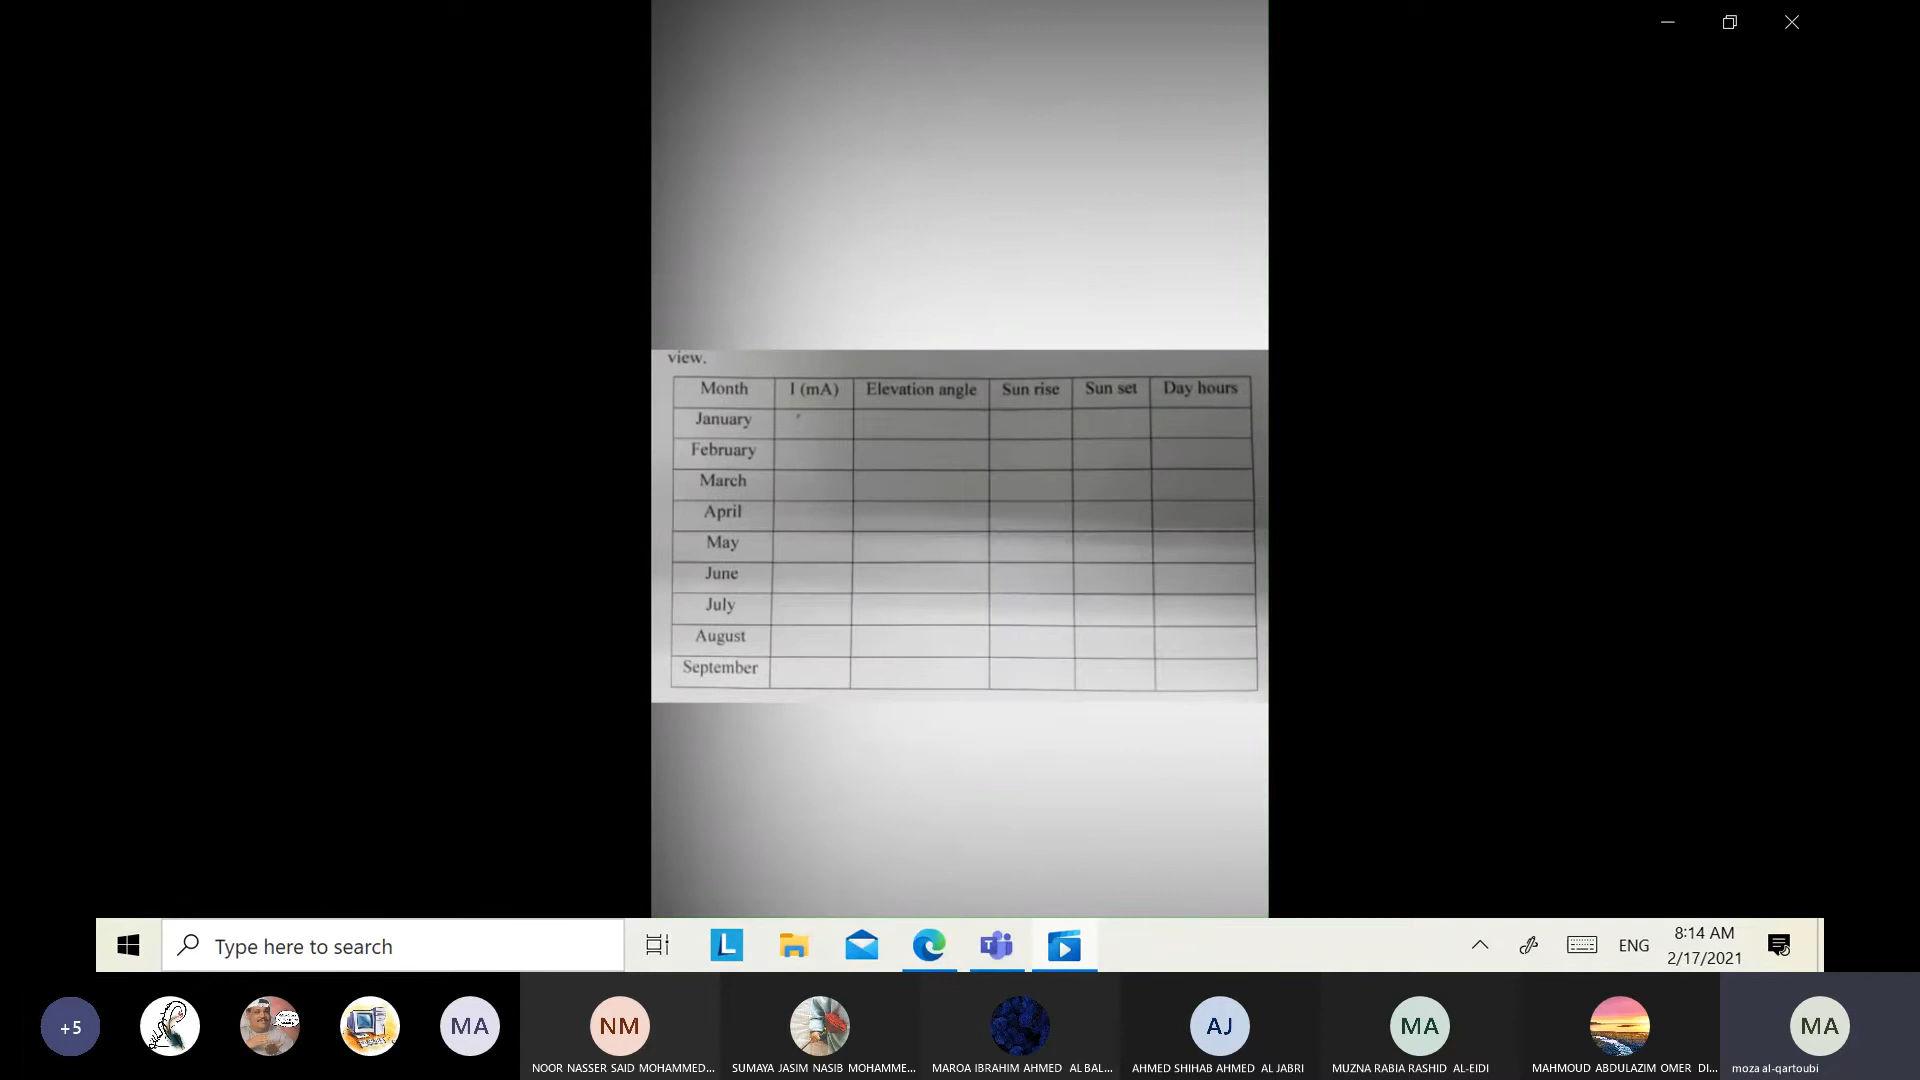 view.
Month I (mA) Elevation angle Sun rise Sun set Day hours
January
February
March
April
May
June
July
August
September
Type here to search
L
T
ENG
8:14 AM
2/17/2021
+5
MA
NM
AJ
MA
MA
NOOR NASSER SAID MOHAMMED...
SUMAYA JASIM NASIB MOHAMME...
MAROA IBRAHIM AHMED AL BAL...
AHMED SHIHAB AHMED AL JABRI
MUZNA RABIA RASHID AL-EIDI
MAHMOUD ABDULAZIM OMER DI...
moza al-qartoubi